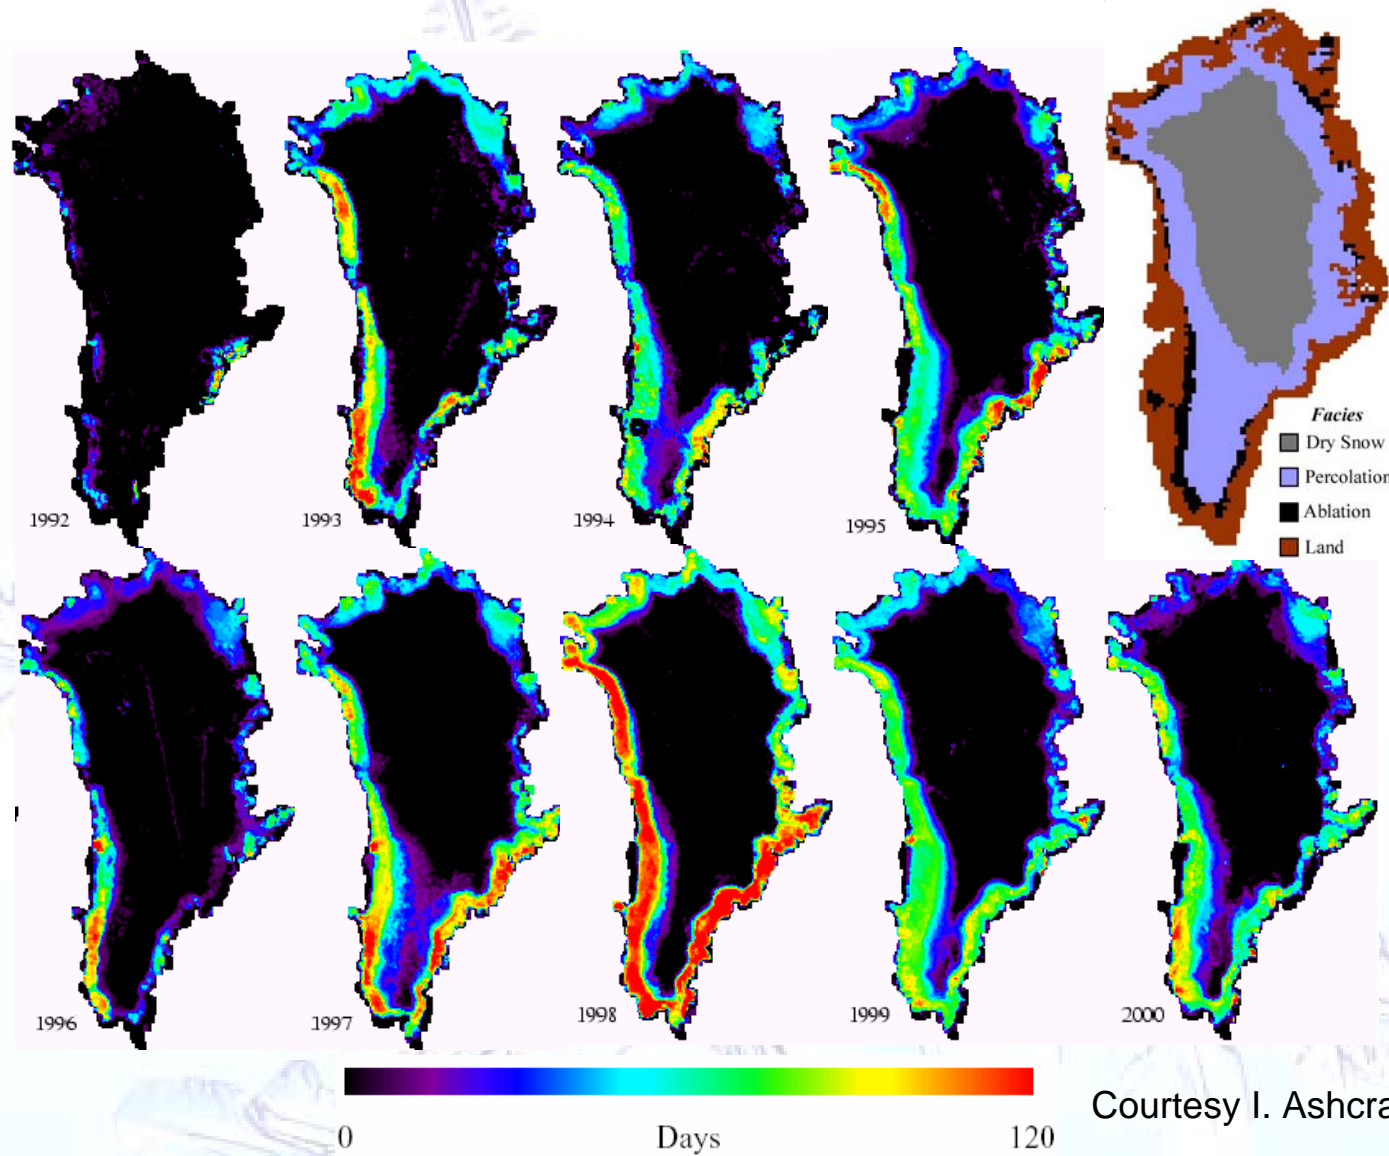 1992
1993
1994
1995
Facies
Dry Snow
Percolation
Ablation
Land
1996
1997
1998
1999
2000
0 Days 120
Courtesy I. Ashcra